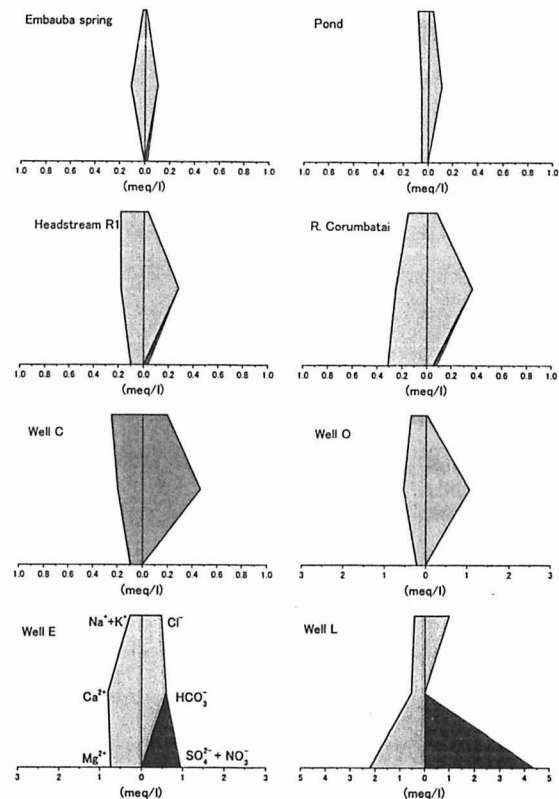 Embauba spring
Pond
1.0 0.8 0.6 0.4 0.2 0.0 0.2 0.4 0.6 0.8 1.0
1.0 0.8 0.6 0.4 0.2 0.0 0.2 0.4 0.6 0.8 1.0
(meq/l)
(meq/l)
Headstream R1
R. Corumbatai
1.0 0.8 0.6 0.4 0.2 0.0 0.2 0.4 0.6 0.8 1.0
1.0 0.8 0.6 0.4 0.2 0.0 0.2 0.4 0.6 0.8 1.0
(meq/l)
(meq/l)
Well C
Well O
1.0 0.8 0.6 0.4 0.2 0.0 0.2 0.4 0.6 0.8 1.0
3 2 1 0 1 2 3
(meq/l)
(meq/l)
Well E
Na⁺+K⁺
Cl⁻
Well L
Ca²⁺
HCO₃⁻
Mg²⁺
SO₄²⁻ + NO₃⁻
3 2 1 0 1 2 3
5 4 3 2 1 0 1 2 3 4 5
(meq/l)
(meq/l)